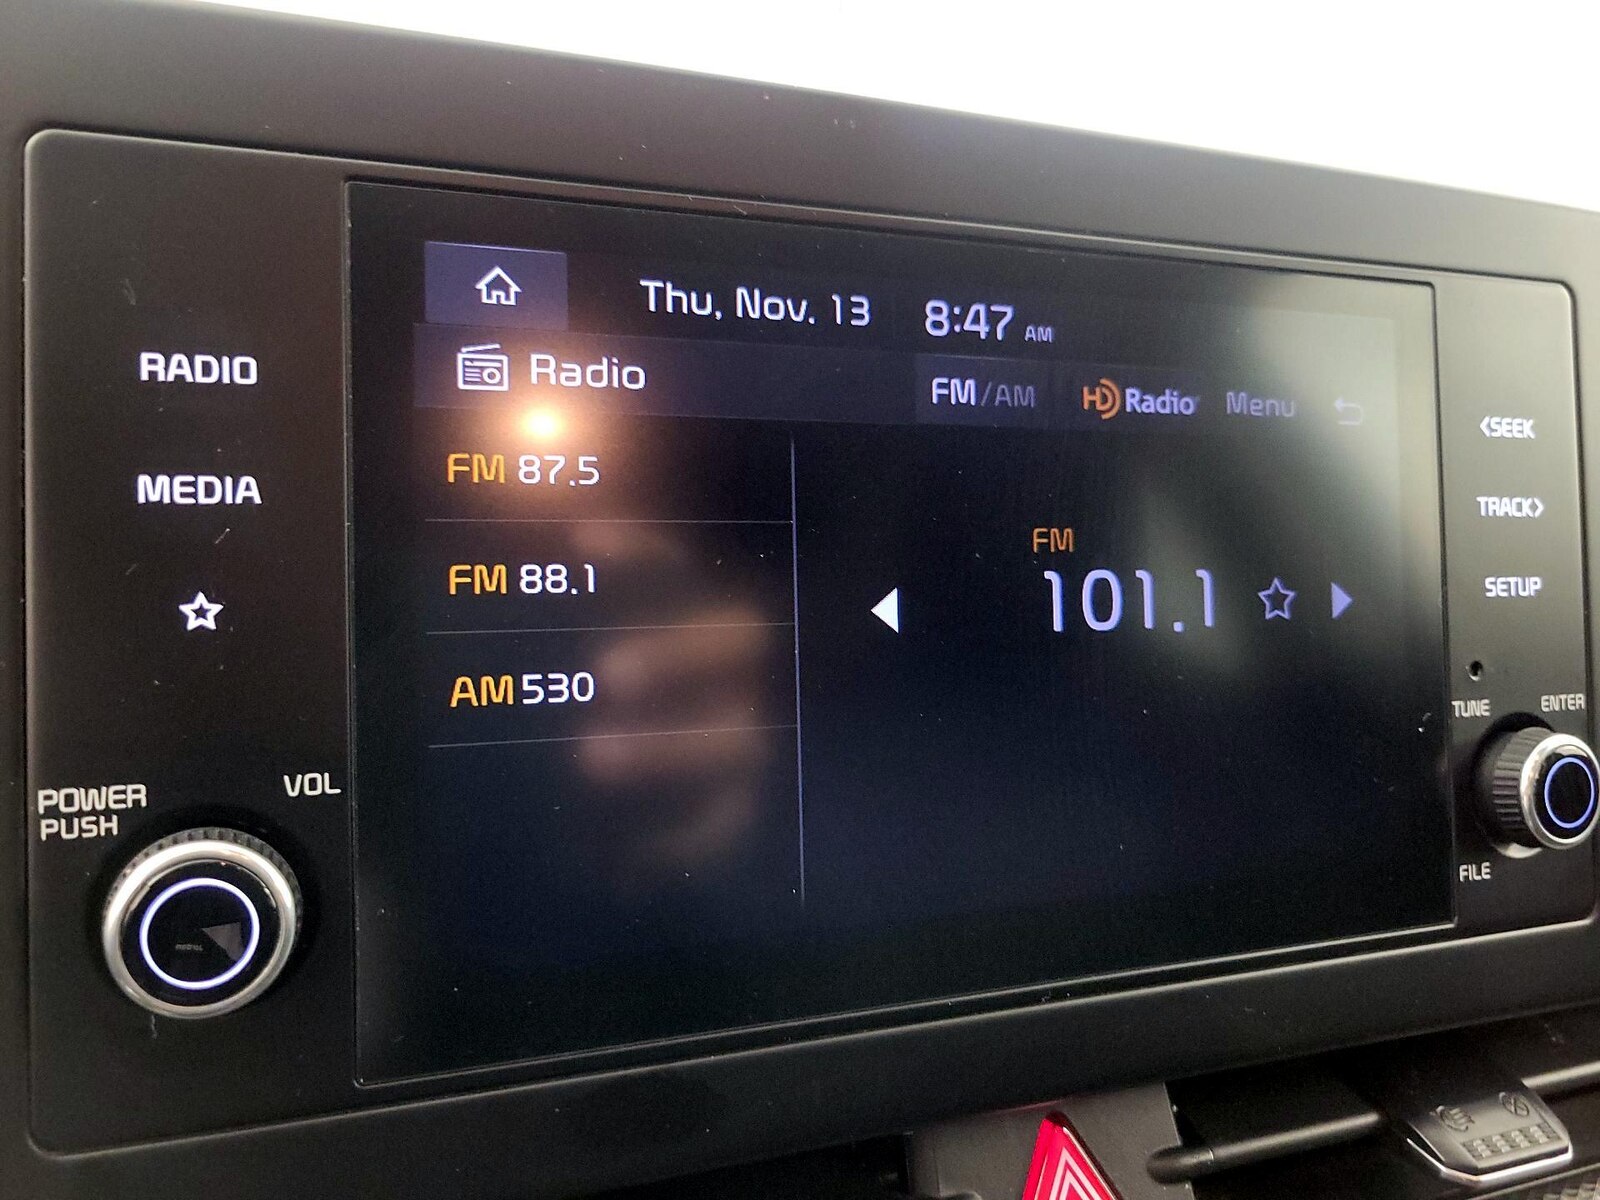 Thu, Nov. 13 8:47 AM
Radio FM/AM HD Radio Menu
RADIO
MEDIA
FM 87.5
FM 88.1
AM 530
FM
101.1
<SEEK
TRACK>
SETUP
TUNE ENTER
FILE
POWER
PUSH
VOL